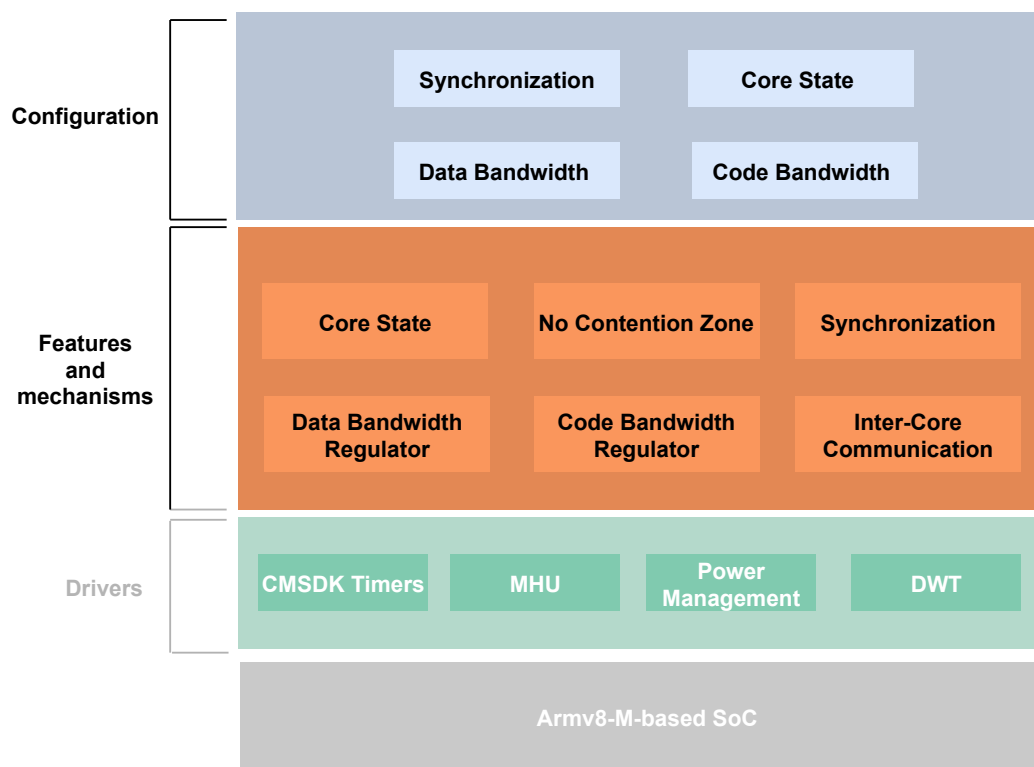 Configuration
Synchronization
Core State
Data Bandwidth
Code Bandwidth
Features
and
mechanisms
Core State
No Contention Zone
Synchronization
Data Bandwidth
Regulator
Code Bandwidth
Regulator
Inter-Core
Communication
Drivers
CMSDK Timers
MHU
Power
Management
DWT
Armv8-M-based SoC